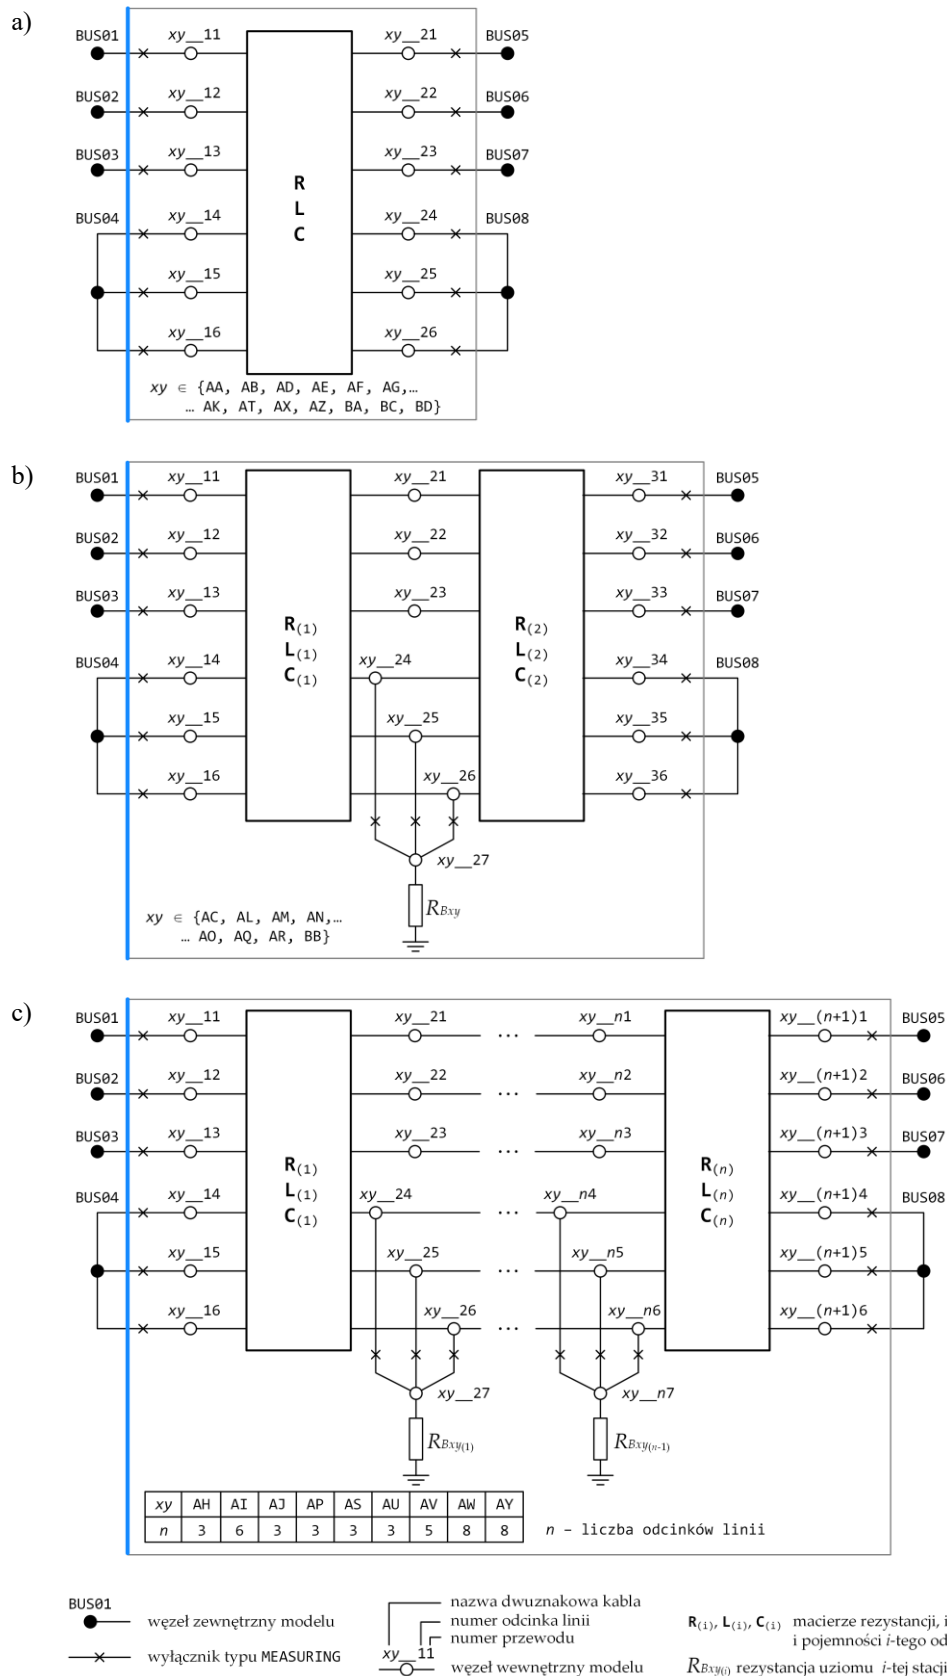 a)
BUS01 xy__11 xy__21 BUS05
BUS02 xy__12 xy__22 BUS06
BUS03 xy__13 xy__23 BUS07
R
L
C
BUS04 xy__14 xy__24 BUS08
xy__15 xy__25
xy__16 xy__26
xy ∈ {AA, AB, AD, AE, AF, AG,…
… AK, AT, AX, AZ, BA, BC, BD}
b)
BUS01 xy__11 xy__21 xy__31 BUS05
BUS02 xy__12 xy__22 xy__32 BUS06
BUS03 xy__13 xy__23 xy__33 BUS07
R(1) R(2)
L(1) L(2)
C(1) C(2)
BUS04 xy__14 xy__24 xy__34 BUS08
xy__15 xy__25 xy__35
xy__16 xy__26 xy__36
xy__27
RBxy
xy ∈ {AC, AL, AM, AN,…
… AO, AQ, AR, BB}
c)
BUS01 xy__11 xy__21 ... xy__n1 xy__(n+1)1 BUS05
BUS02 xy__12 xy__22 ... xy__n2 xy__(n+1)2 BUS06
BUS03 xy__13 xy__23 ... xy__n3 xy__(n+1)3 BUS07
R(1) R(n)
L(1) L(n)
C(1) C(n)
BUS04 xy__14 xy__24 ... xy__n4 xy__(n+1)4 BUS08
xy__15 xy__25 ... xy__n5 xy__(n+1)5
xy__16 xy__26 ... xy__n6 xy__(n+1)6
xy__27 xy__n7
RBxy(1) RBxy(n-1)
xy AH AI AJ AP AS AU AV AW AY
n 3 6 3 3 3 3 5 8 8
n – liczba odcinków linii
BUS01
węzeł zewnętrzny modelu
wyłącznik typu MEASURING
nazwa dwuznakowa kabla
numer odcinka linii
numer przewodu
xy__11
węzeł wewnętrzny modelu
R(i), L(i), C(i) macierze rezystancji, i
i pojemności i-tego od
RBxy(i) rezystancja uziomu i-tej stacji